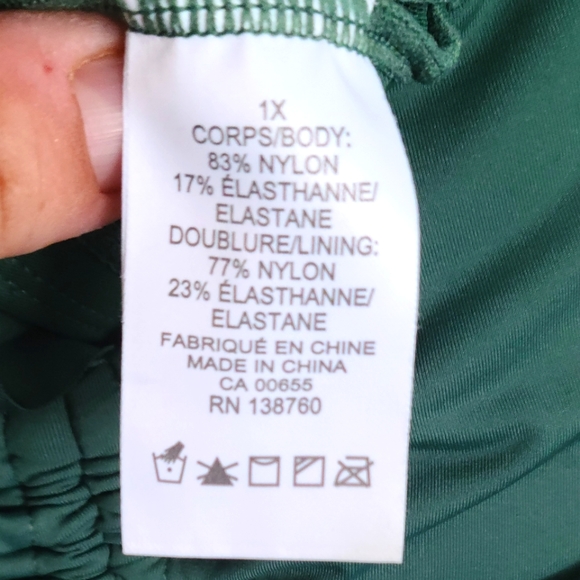 1X
CORPS/BODY:
83% NYLON
17% ÉLASTHANNE/
ELASTANE
DOUBLURE/LINING:
77% NYLON
23% ÉLASTHANNE/
ELASTANE
FABRIQUÉ EN CHINE
MADE IN CHINA
CA 00655
RN 138760